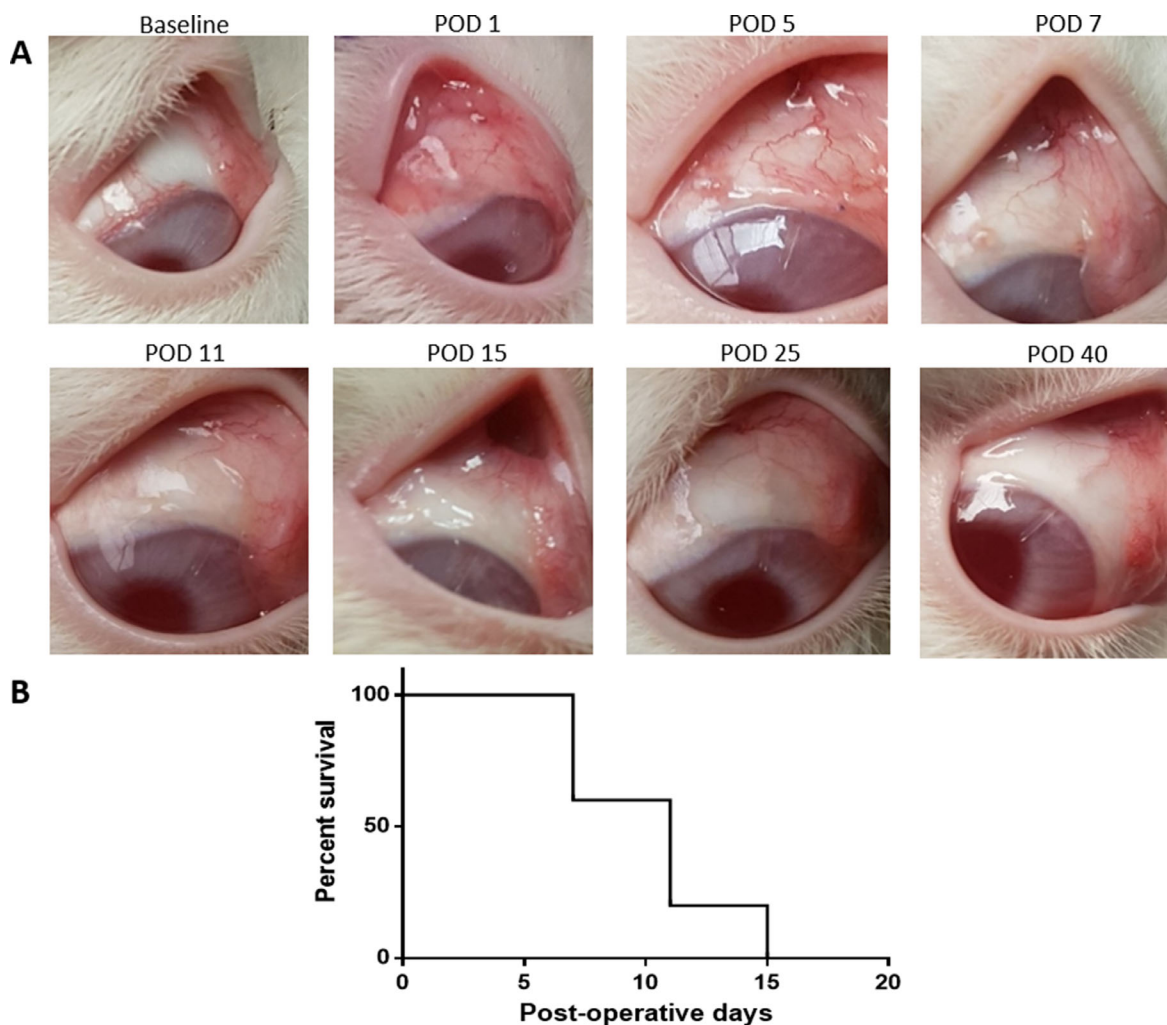 Baseline POD 1 POD 5 POD 7
A
POD 11 POD 15 POD 25 POD 40
B
Percent survival
100
50
0
0 5 10 15 20
Post-operative days